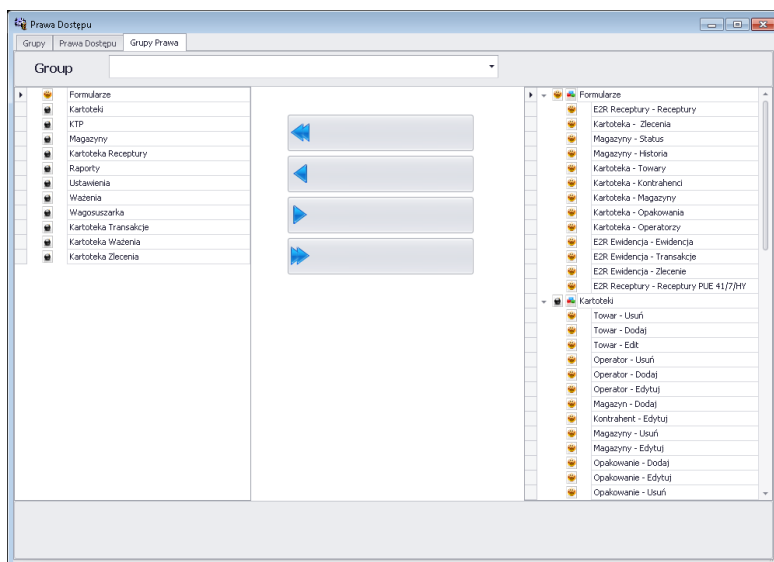 Prawa Dostępu
Grupy
Prawa Dostępu
Grupy Prawa
Group
Formularze
Kartoteki
KTP
Magazyny
Kartoteka Receptury
Raporty
Ustawienia
Ważenia
Wagosuszarka
Kartoteka Transakcje
Kartoteka Ważenia
Kartoteka Zlecenia
Formularze
E2R Receptury - Receptury
Kartoteka - Zlecenia
Magazyny - Status
Magazyny - Historia
Kartoteka - Towary
Kartoteka - Kontrahenci
Kartoteka - Magazyny
Kartoteka - Opakowania
Kartoteka - Operatorzy
E2R Ewidencja - Ewidencja
E2R Ewidencja - Transakcje
E2R Ewidencja - Zlecenie
E2R Receptury - Receptury PUE 41/7/HY
Kartoteki
Towar - Usuń
Towar - Dodaj
Towar - Edit
Operator - Usuń
Operator - Dodaj
Operator - Edytuj
Magazyn - Dodaj
Kontrahent - Edytuj
Magazyny - Usuń
Magazyny - Edytuj
Opakowanie - Dodaj
Opakowanie - Edytuj
Opakowanie - Usuń